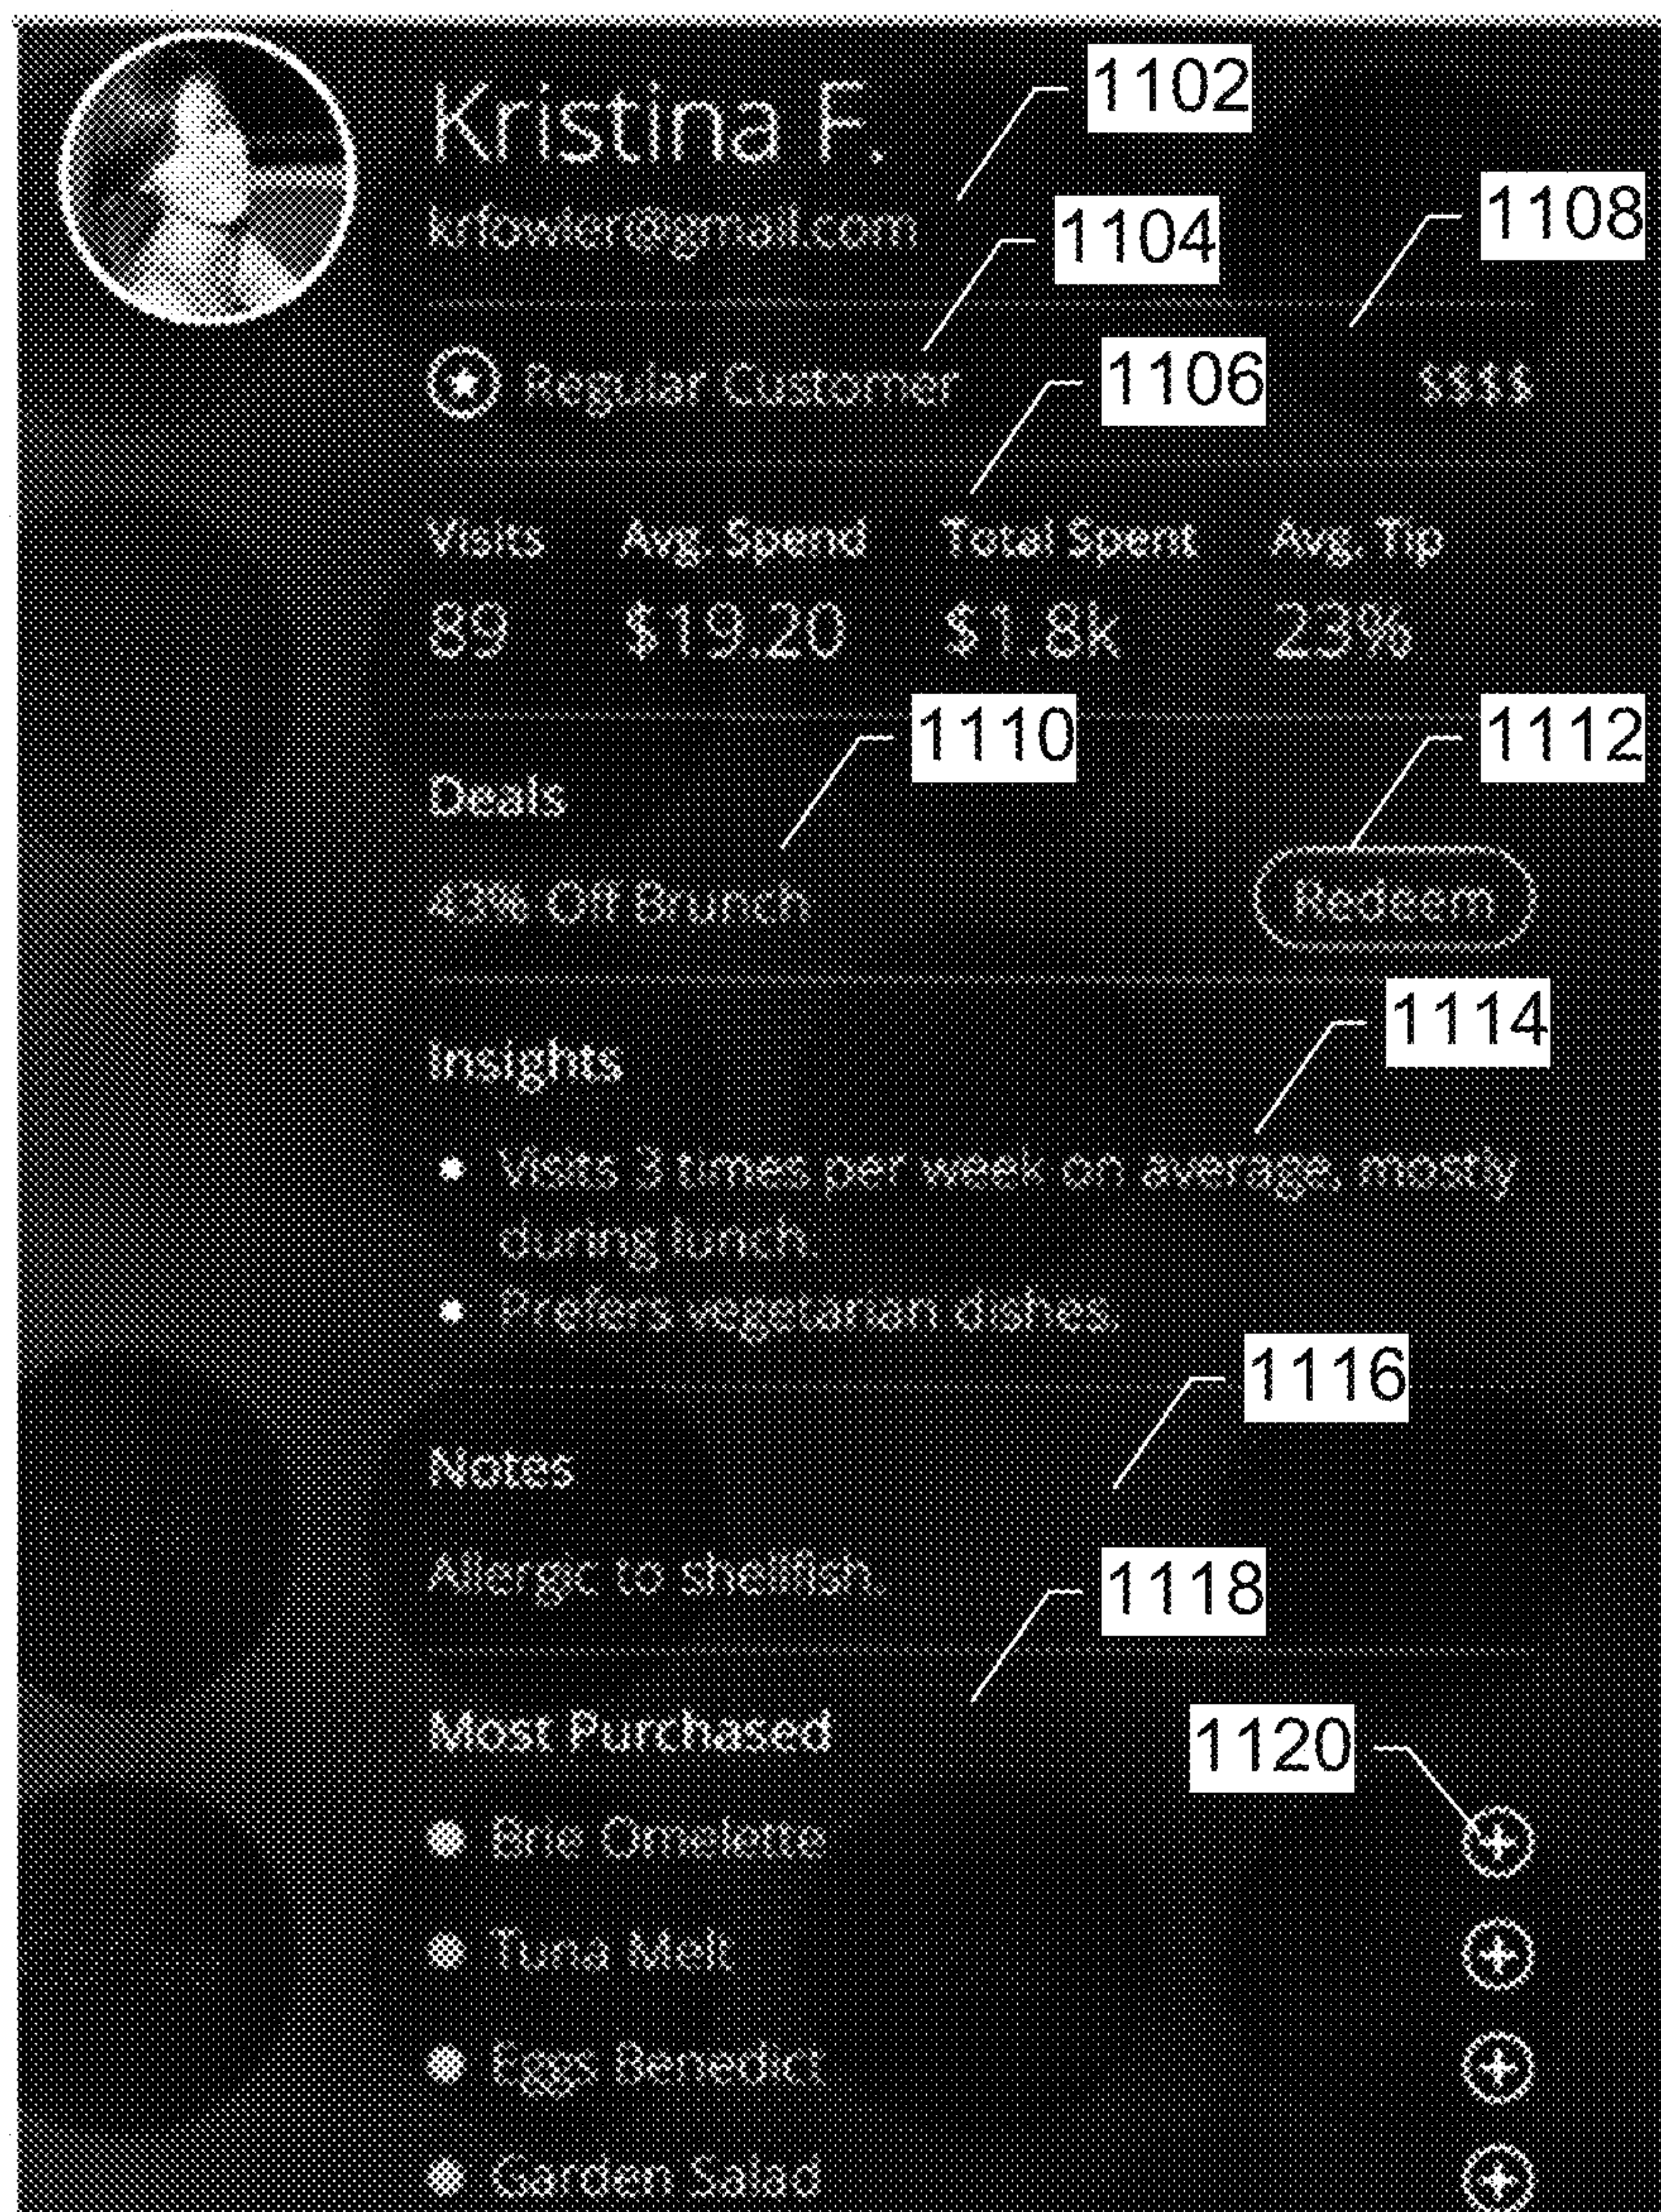 Kristina F.
1102
krfowler@gmail.com
1104
1108
Regular Customer
1106
$$$$
Visits Avg. Spend Total Spent Avg. Tip
89 $19.20 $1.8k 23%
1110
1112
Deals
43% Off Brunch
Redeem
1114
Insights
• Visits 3 times per week on average, mostly
during lunch.
• Prefers vegetarian dishes.
1116
Notes
Allergic to shellfish.
1118
Most Purchased
1120
Brie Omelette
Tuna Melt
Eggs Benedict
Garden Salad